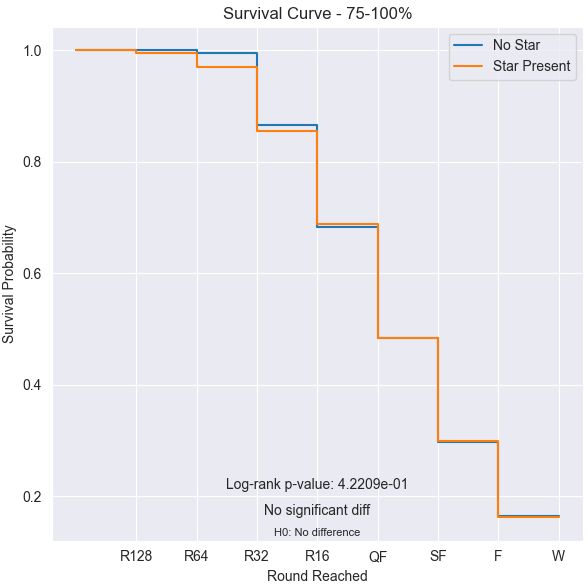 Survival Curve - 75-100%
No Star
Star Present
Survival Probability
1.0
0.8
0.6
0.4
0.2
Log-rank p-value: 4.2209e-01
No significant diff
H0: No difference
R128 R64 R32 R16 QF SF F W
Round Reached